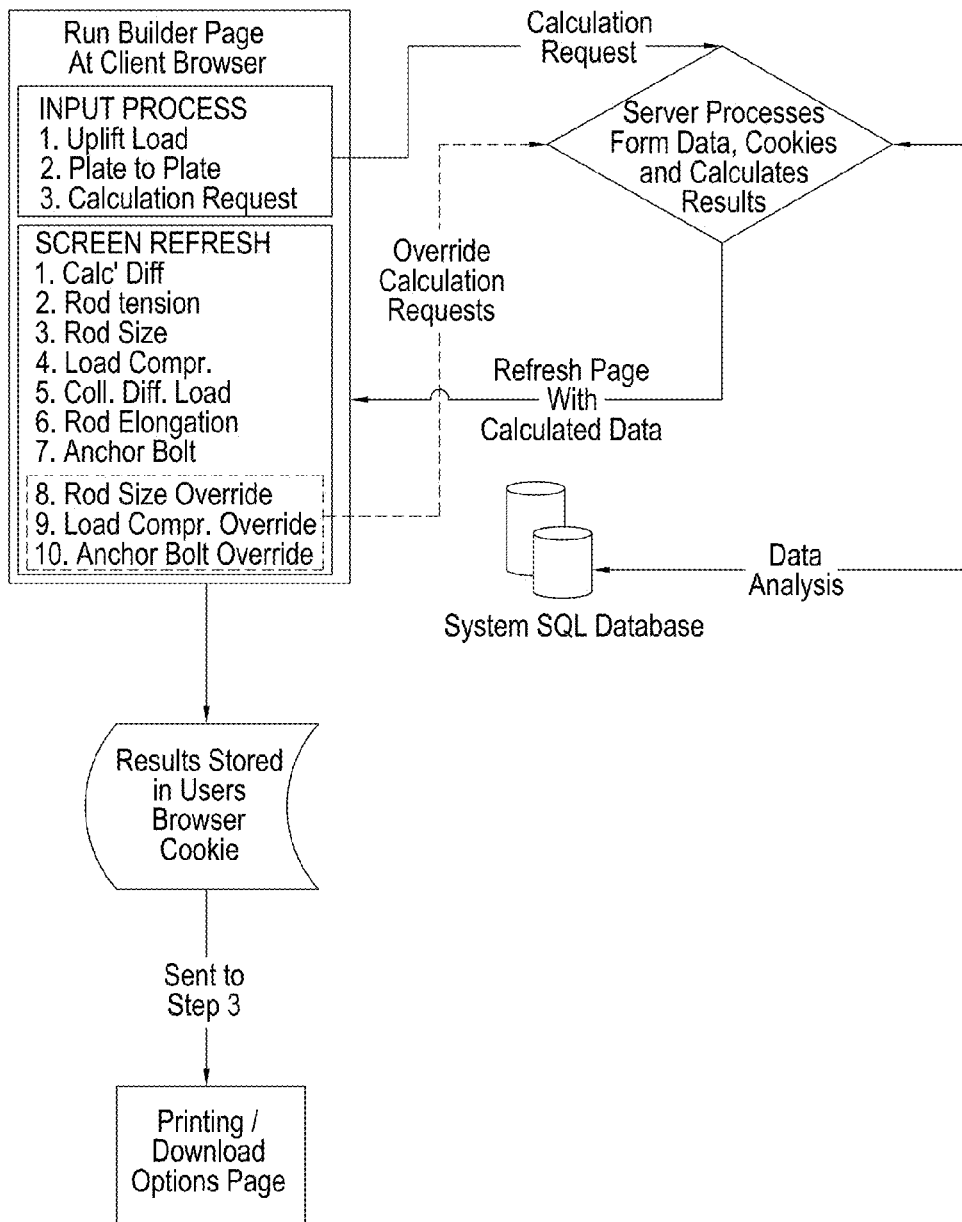 Run Builder Page
At Client Browser
INPUT PROCESS
1. Uplift Load
2. Plate to Plate
3. Calculation Request
SCREEN REFRESH
1. Calc' Diff
2. Rod tension
3. Rod Size
4. Load Compr.
5. Coll. Diff. Load
6. Rod Elongation
7. Anchor Bolt
8. Rod Size Override
9. Load Compr. Override
10. Anchor Bolt Override
Calculation
Request
Server Processes
Form Data, Cookies
and Calculates
Results
Override
Calculation
Requests
Refresh Page
With
Calculated Data
Data
Analysis
System SQL Database
Results Stored
in Users
Browser
Cookie
Sent to
Step 3
Printing /
Download
Options Page